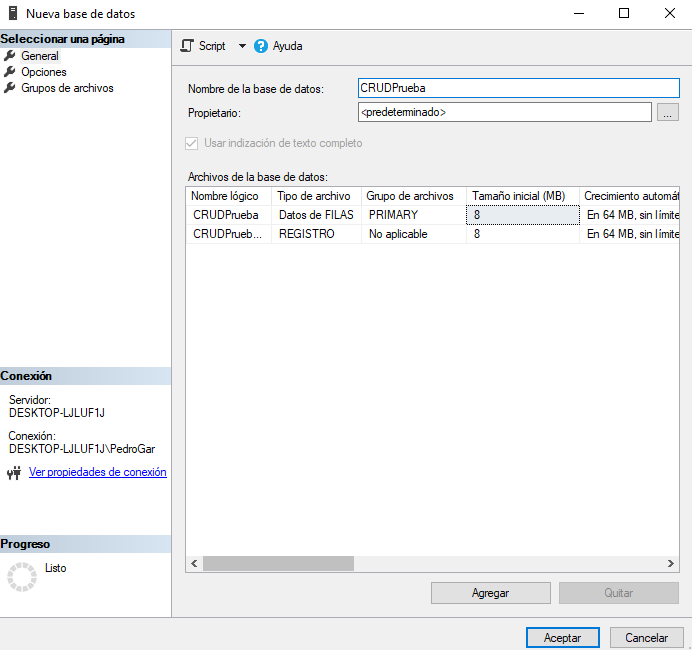 Nueva base de datos
Seleccionar una página
General
Opciones
Grupos de archivos
Script
Ayuda
Nombre de la base de datos: CRUDPrueba
Propietario: <predeterminado> ...
Usar indización de texto completo
Archivos de la base de datos:
Nombre lógico Tipo de archivo Grupo de archivos Tamaño inicial (MB) Crecimiento automát
CRUDPrueba Datos de FILAS PRIMARY 8 En 64 MB, sin límite
CRUDPrueb... REGISTRO No aplicable 8 En 64 MB, sin límite
Conexión
Servidor:
DESKTOP-LJLUF1J
Conexión:
DESKTOP-LJLUF1J\PedroGar
Ver propiedades de conexión
Progreso
Listo
Agregar Quitar
Aceptar Cancelar